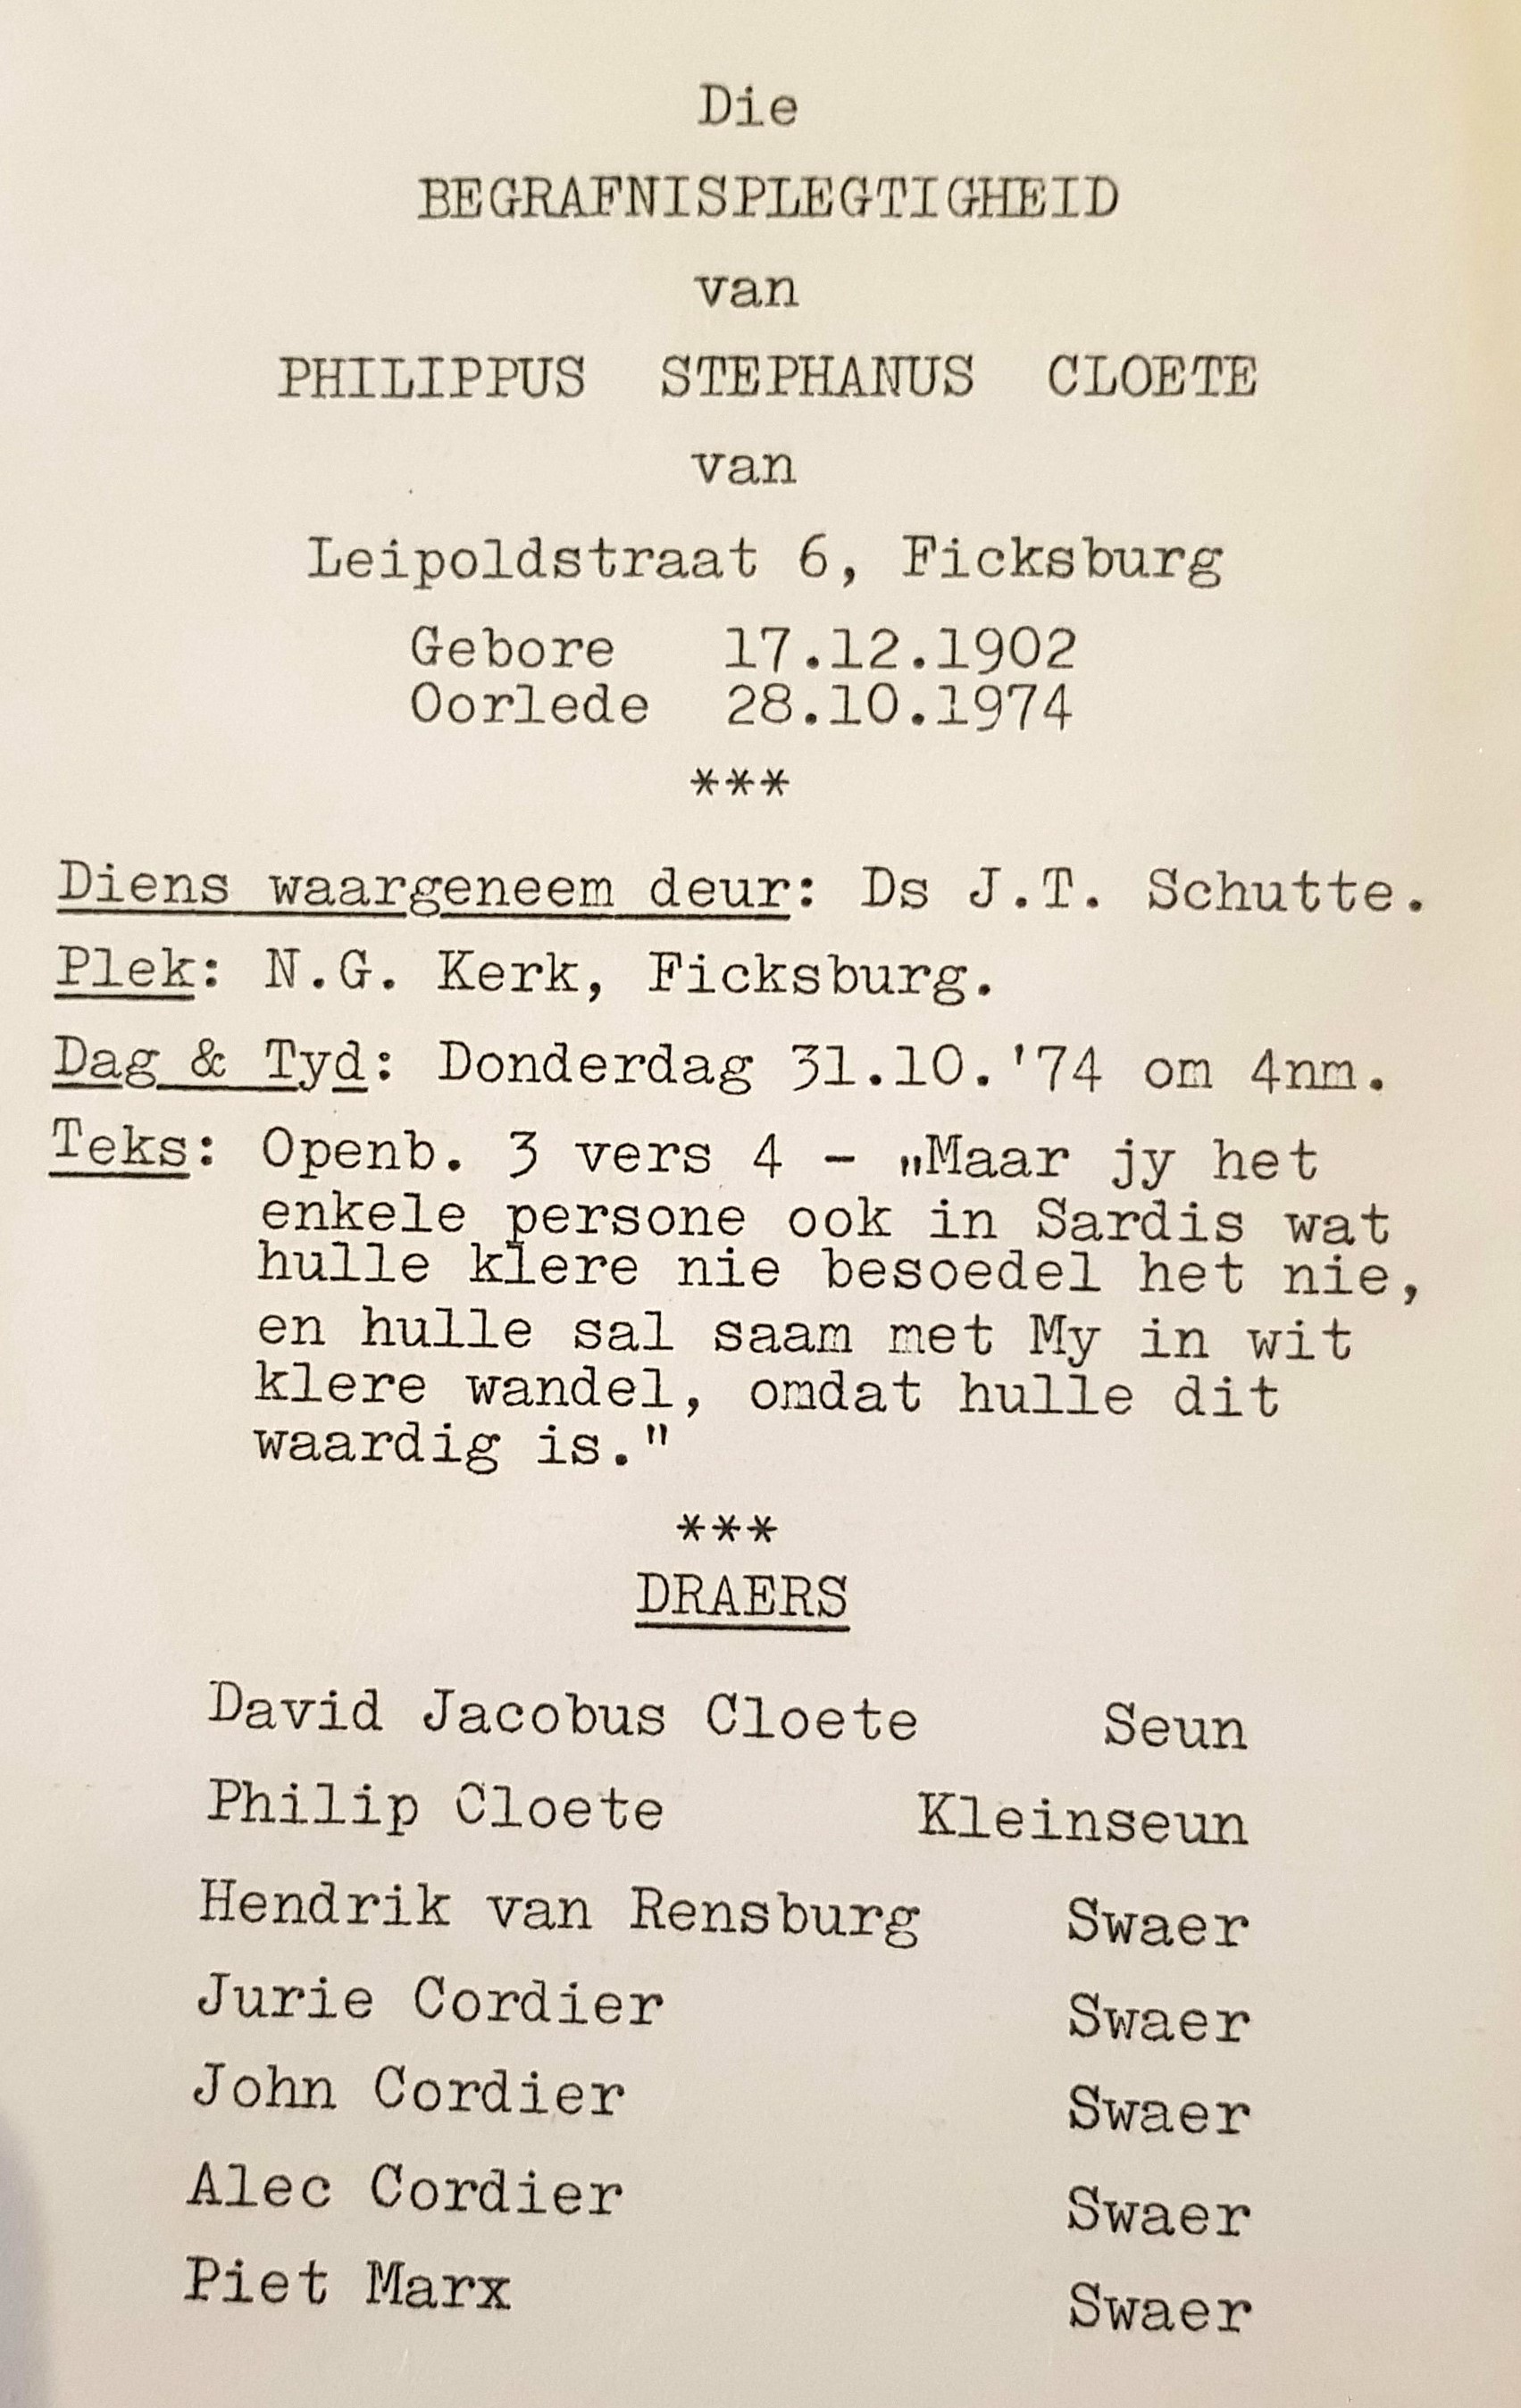 Die
BEGRAFNISPLEGTIGHEID
van
PHILIPPUS STEPHANUS CLOETE
van
Leipoldstraat 6, Ficksburg
Gebore 17.12.1902
Oorlede 28.10.1974
***
Diens waargeneem deur: Ds J.T. Schutte.
Plek: N.G. Kerk, Ficksburg.
Dag & Tyd: Donderdag 31.10.'74 om 4nm.
Teks: Openb. 3 vers 4 - „Maar jy het
enkele persone ook in Sardis wat
hulle klere nie besoedel het nie,
en hulle sal saam met My in wit
klere wandel, omdat hulle dit
waardig is."
***
DRAERS
David Jacobus Cloete Seun
Philip Cloete Kleinseun
Hendrik van Rensburg Swaer
Jurie Cordier Swaer
John Cordier Swaer
Alec Cordier Swaer
Piet Marx Swaer